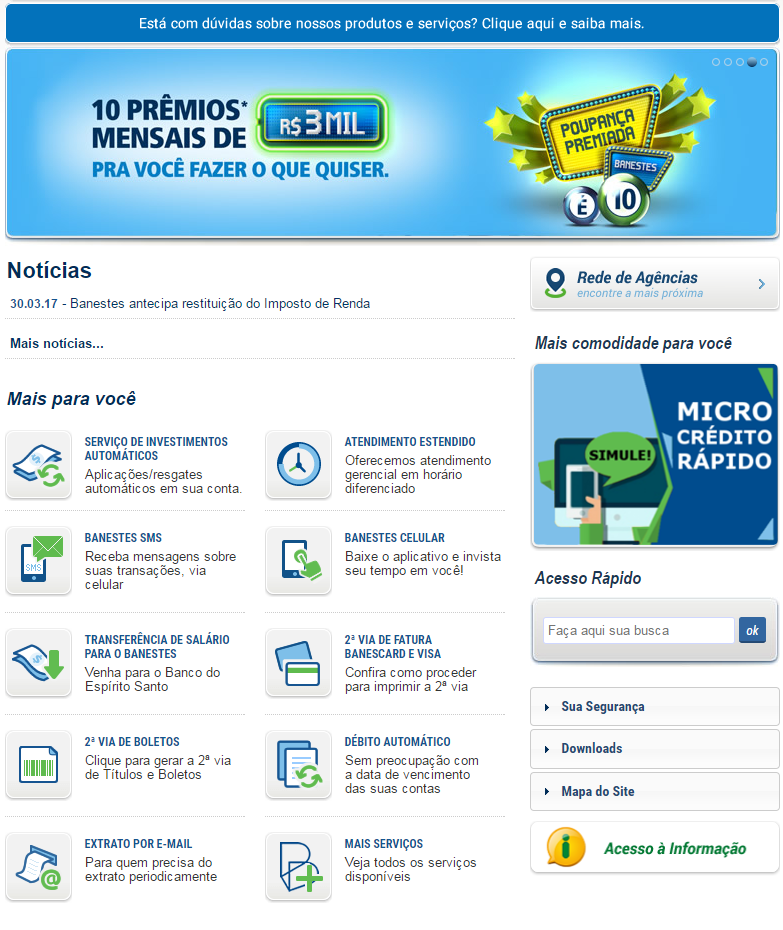 Está com dúvidas sobre nossos produtos e serviços? Clique aqui e saiba mais.
10 PRÊMIOS*
MENSAIS DE
R$ 3 MIL
PRA VOCÊ FAZER O QUE QUISER.
POUPANÇA
PREMIADA
BANESTES
É 10
Notícias
30.03.17 - Banestes antecipa restituição do Imposto de Renda
Mais notícias...
Mais para você
SERVIÇO DE INVESTIMENTOS
AUTOMÁTICOS
Aplicações/resgates
automáticos em sua conta.
ATENDIMENTO ESTENDIDO
Oferecemos atendimento
gerencial em horário
diferenciado
SMS
BANESTES SMS
Receba mensagens sobre
suas transações, via
celular
BANESTES CELULAR
Baixe o aplicativo e invista
seu tempo em você!
TRANSFERÊNCIA DE SALÁRIO
PARA O BANESTES
Venha para o Banco do
Espírito Santo
2ª VIA DE FATURA
BANESCARD E VISA
Confira como proceder
para imprimir a 2ª via
2ª VIA DE BOLETOS
Clique para gerar a 2ª via
de Títulos e Boletos
DÉBITO AUTOMÁTICO
Sem preocupação com
a data de vencimento
das suas contas
@
EXTRATO POR E-MAIL
Para quem precisa do
extrato periodicamente
MAIS SERVIÇOS
Veja todos os serviços
disponíveis
Rede de Agências
encontre a mais próxima
Mais comodidade para você
MICRO
CRÉDITO
RÁPIDO
SIMULE!
Acesso Rápido
Faça aqui sua busca
ok
Sua Segurança
Downloads
Mapa do Site
i
Acesso à Informação